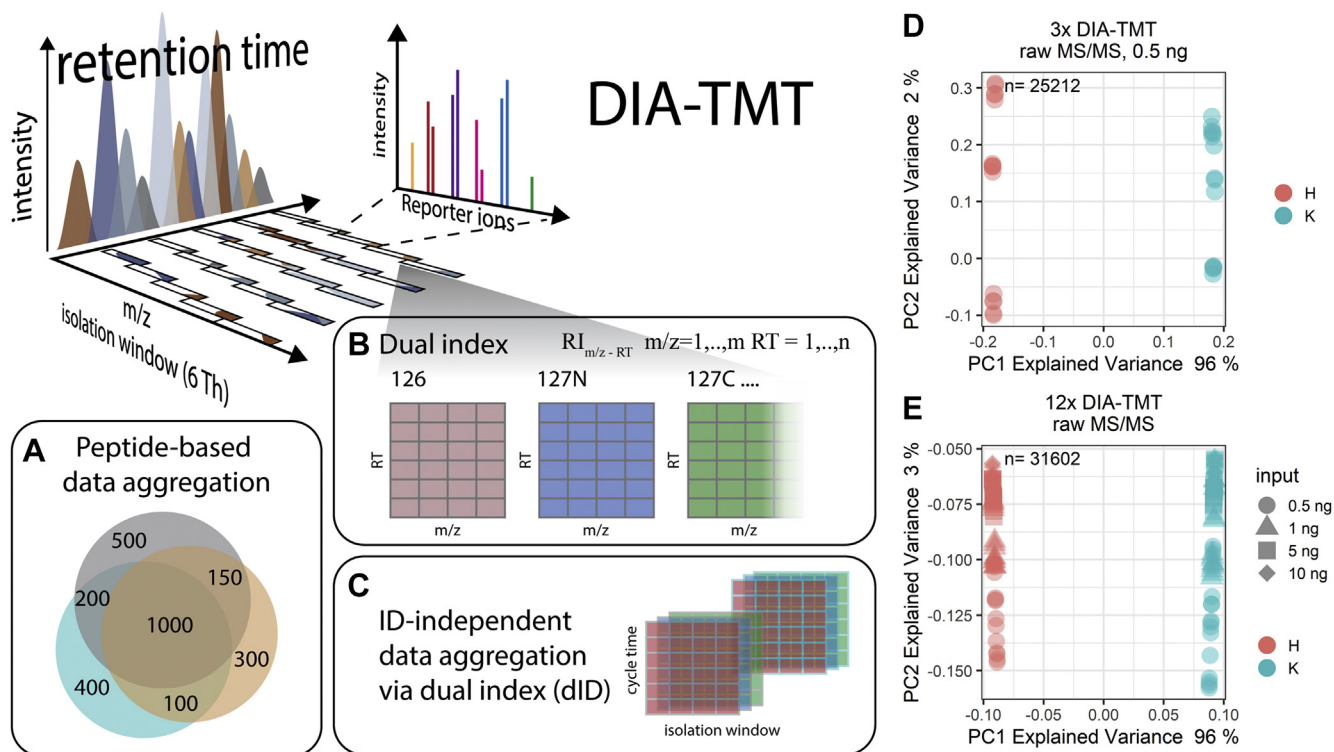 retention time
intensity
m/z
isolation window (6 Th)
intensity
Reporter ions
DIA-TMT
A
Peptide-based
data aggregation
500
150
200
1000
300
400
100
B Dual index
RI m/z - RT m/z=1,..,m RT = 1,..,n
126
127N
127C ....
RT
RT
RT
m/z
m/z
m/z
C
ID-independent
data aggregation
via dual index (dID)
cycle time
isolation window
D
3x DIA-TMT
raw MS/MS, 0.5 ng
n= 25212
PC2 Explained Variance 2 %
0.3
0.2
0.1
0.0
-0.1
-0.2
-0.1
0.0
0.1
0.2
PC1 Explained Variance 96 %
H
K
E
12x DIA-TMT
raw MS/MS
n= 31602
PC2 Explained Variance 3 %
-0.050
-0.075
-0.100
-0.125
-0.150
-0.10
-0.05
0.00
0.05
0.10
PC1 Explained Variance 96 %
input
0.5 ng
1 ng
5 ng
10 ng
H
K